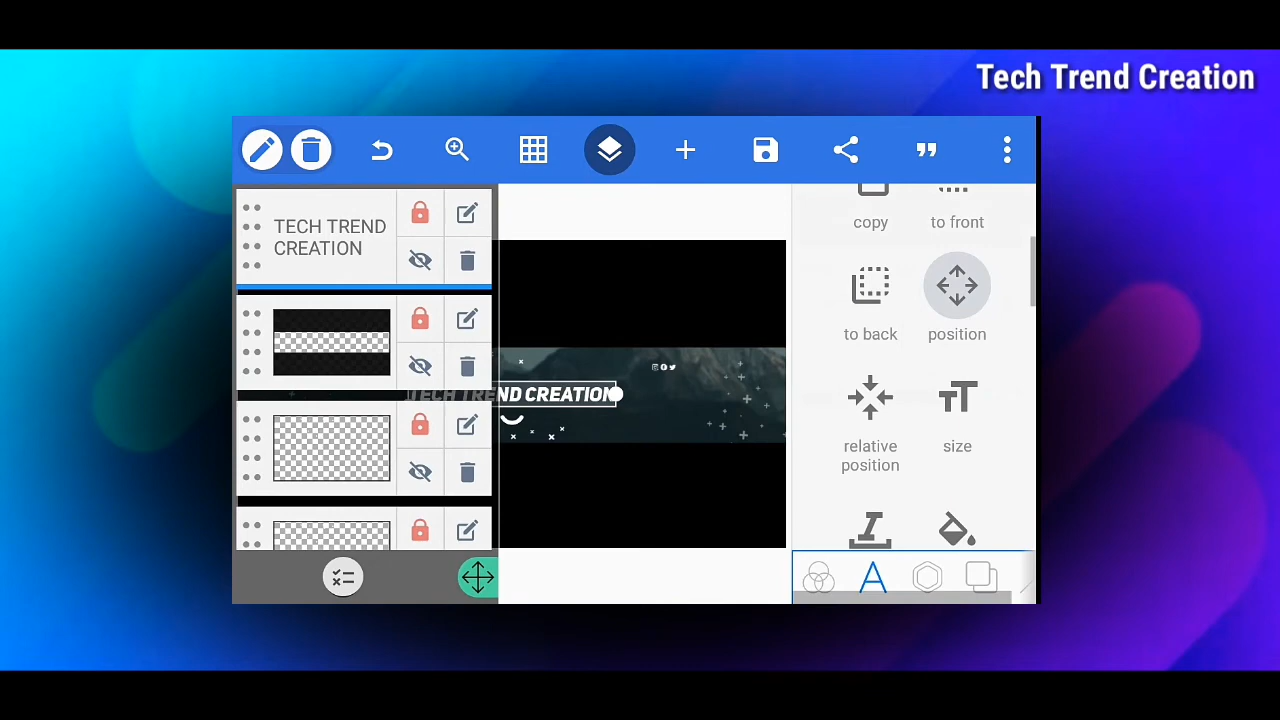 Tech Trend Creation
TECH TREND
CREATION
copy
to front
to back
position
relative
position
size
TECH TREND CREATION